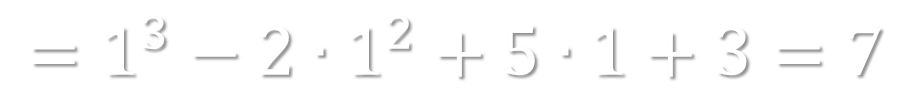 = 1³ − 2 · 1² + 5 · 1 + 3 = 7